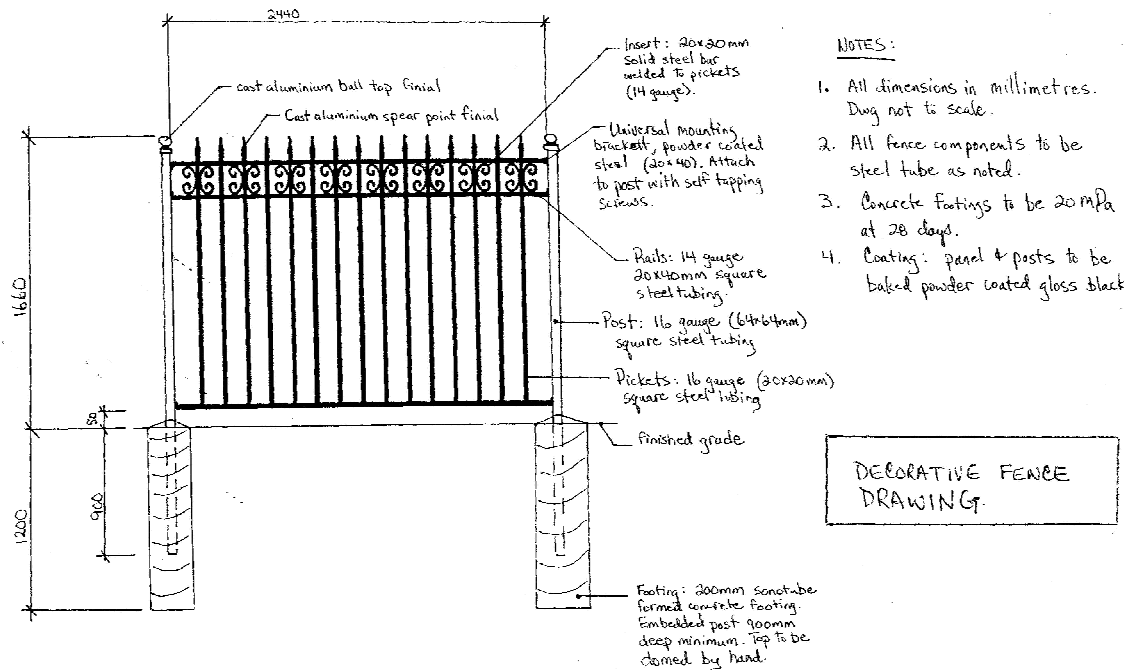 2440
cast aluminium ball top finial
Cast aluminium spear point finial
Insert: 20x20mm
Solid steel bar
welded to pickets
(14 gauge).
Universal mounting
brackett, powder coated
steel (20x40). Attach
to post with self tapping
screws.
Rails: 14 gauge
20x40mm square
steel tubing.
Post: 16 gauge (64x64mm)
square steel tubing
Pickets: 16 gauge (20x20mm)
square steel tubing
finished grade
Footing: 200mm sonotube
formed concrete footing.
Embedded post 900mm
deep minimum. Top to be
domed by hand.
1660
50
900
1200
NOTES:
1. All dimensions in millimetres.
Dwg not to scale.
2. All fence components to be
steel tube as noted.
3. Concrete footings to be 20 mPa
at 28 days.
4. Coating: panel & posts to be
baked powder coated gloss black
DECORATIVE FENCE
DRAWING.